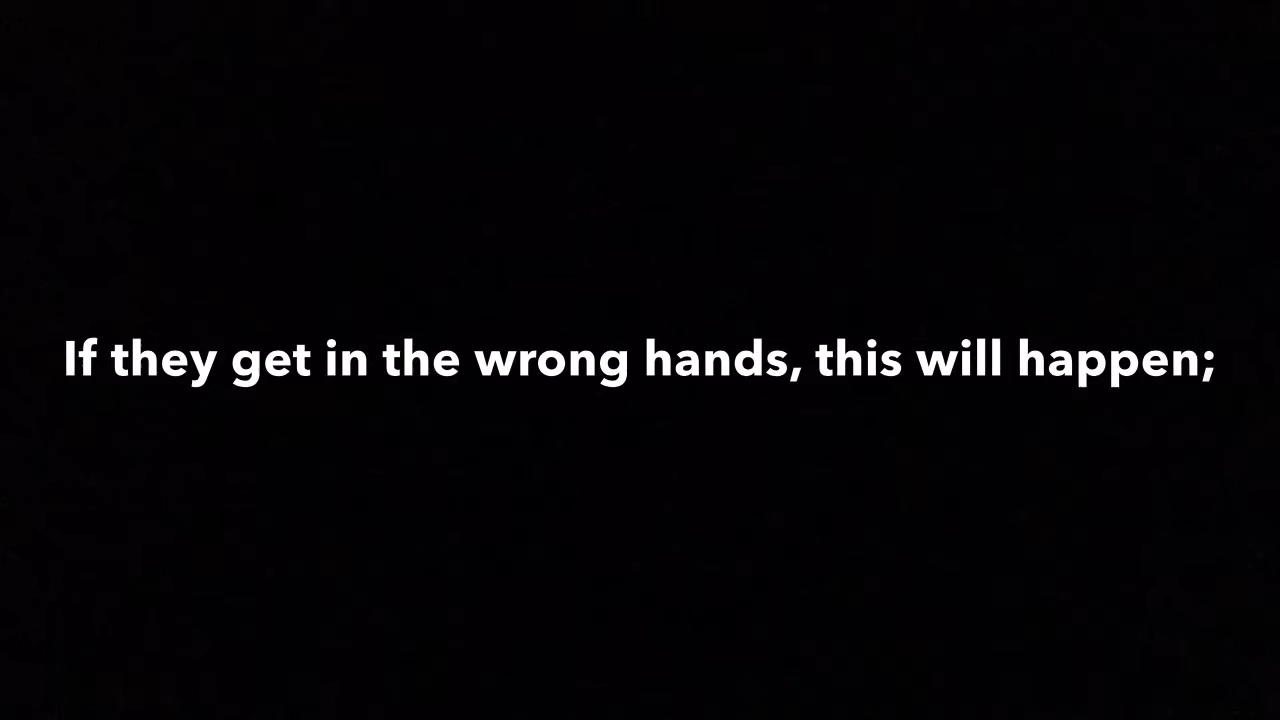 If they get in the wrong hands, this will happen;